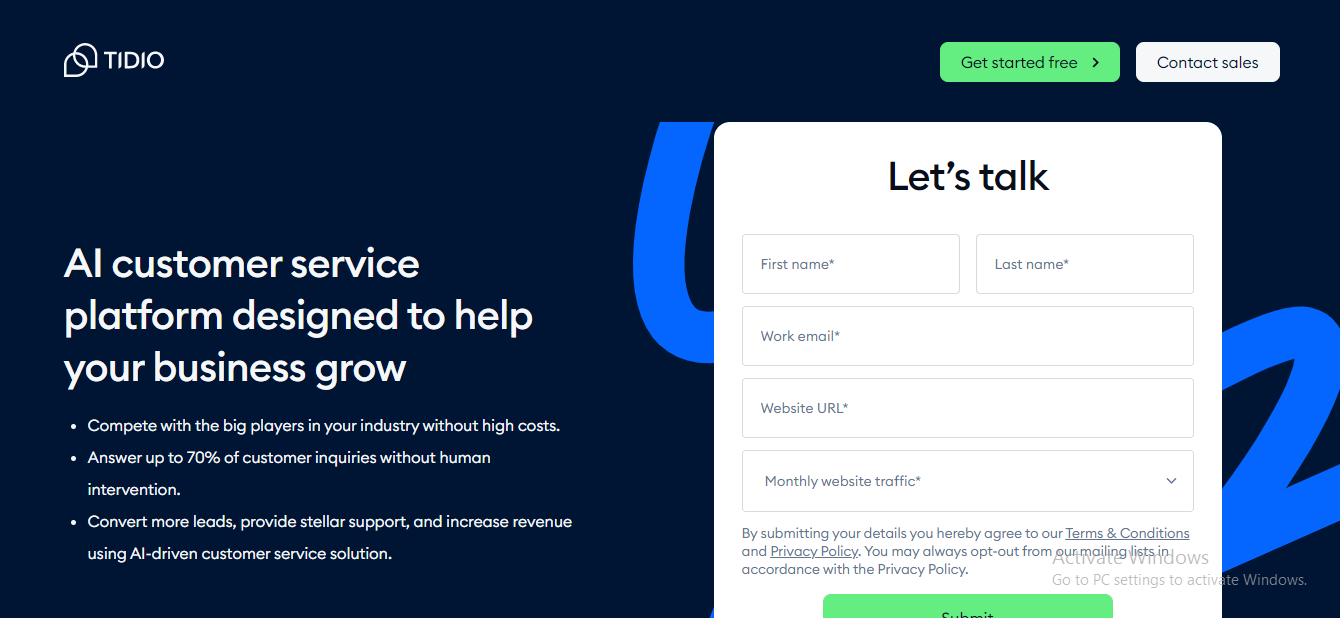 TIDIO
Get started free
Contact sales
AI customer service
platform designed to help
your business grow
• Compete with the big players in your industry without high costs.
• Answer up to 70% of customer inquiries without human
intervention.
• Convert more leads, provide stellar support, and increase revenue
using AI-driven customer service solution.
Let’s talk
First name*
Last name*
Work email*
Website URL*
Monthly website traffic*
By submitting your details you hereby agree to our Terms & Conditions
and Privacy Policy. You may always opt-out from our mailing lists in
accordance with the Privacy Policy.
Submit
Activate Windows
Go to PC settings to activate Windows.